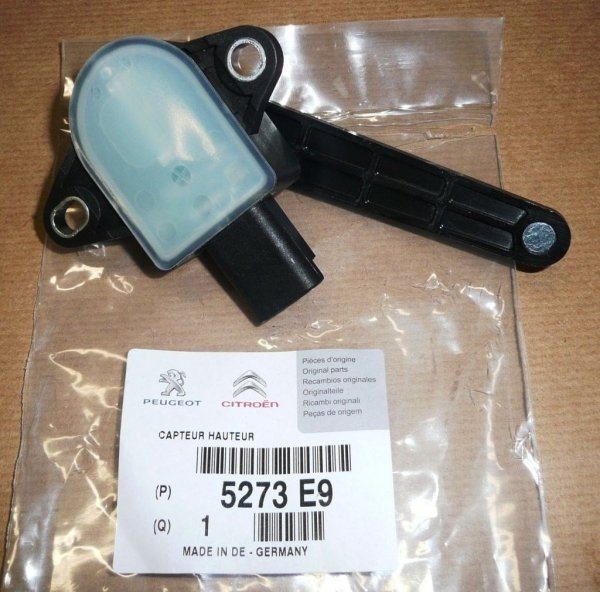 PEUGEOT
CITROËN
Pièces d'origine
Original parts
Recambios originales
Originalteile
Ricambi originali
Peças de origem
CAPTEUR HAUTEUR
(P) 5273 E9
(Q) 1
MADE IN DE - GERMANY